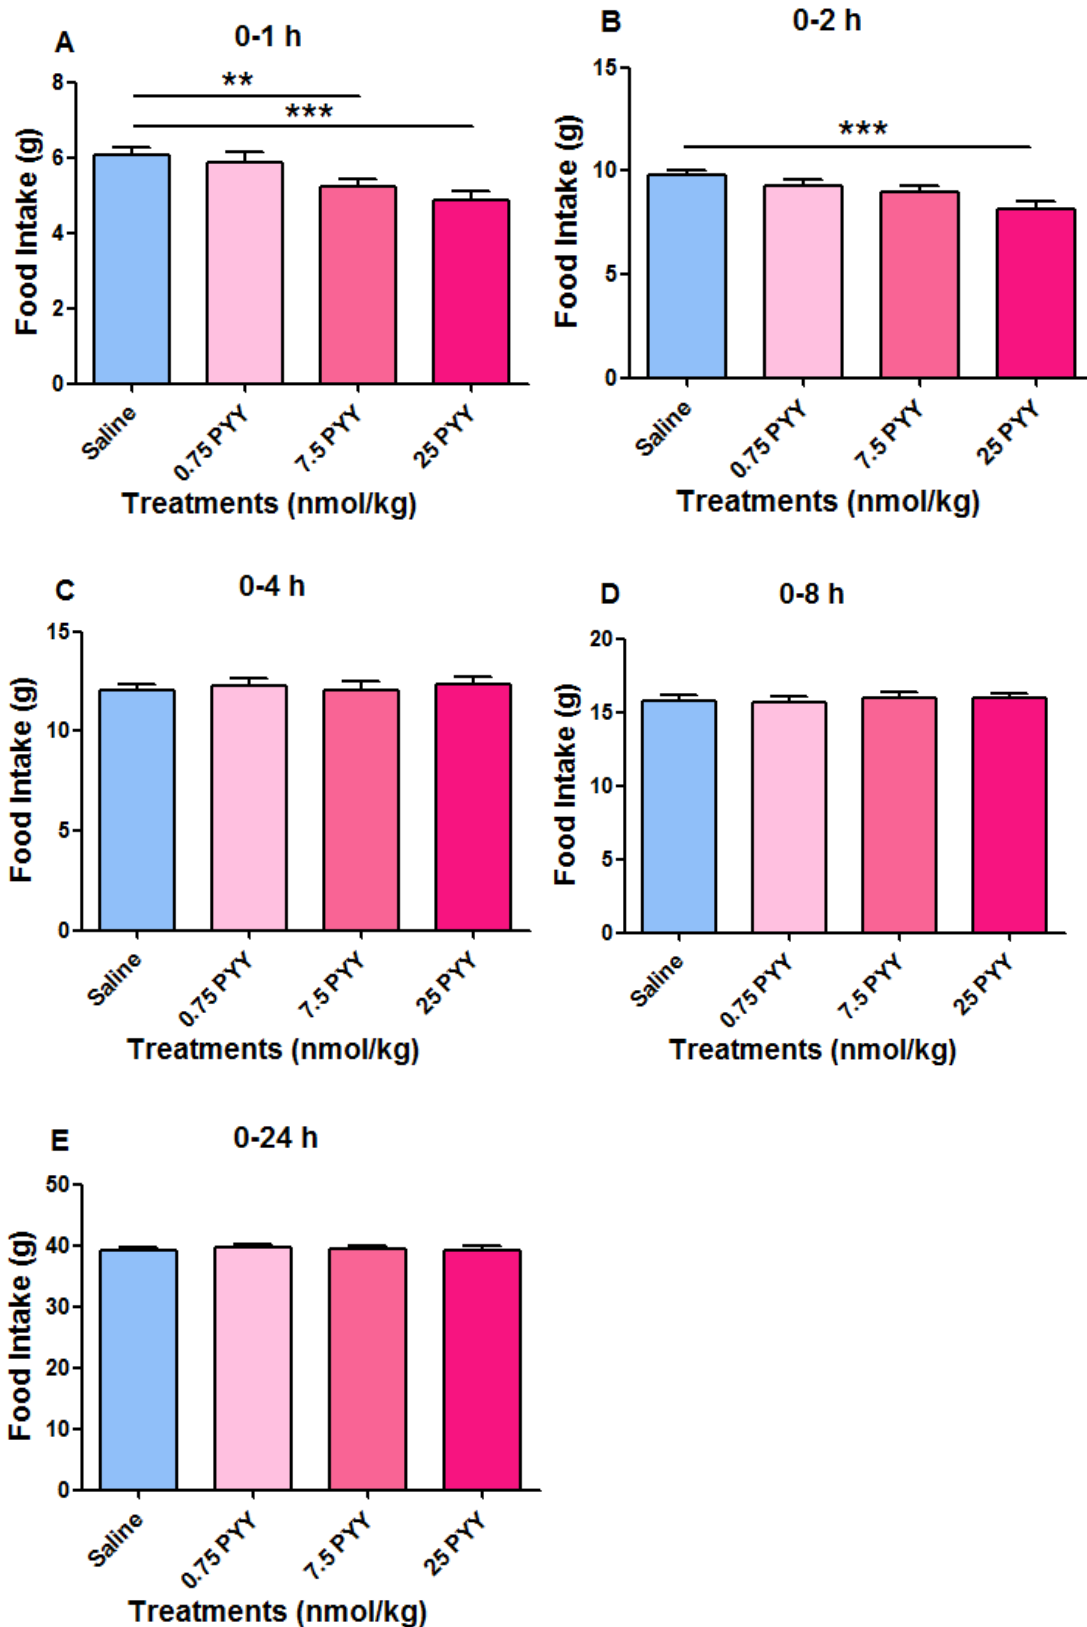 A
0-1 h
**
***
Food Intake (g)
8
6
4
2
0
Saline
0.75 PYY
7.5 PYY
25 PYY
Treatments (nmol/kg)
B
0-2 h
***
Food Intake (g)
15
10
5
0
Saline
0.75 PYY
7.5 PYY
25 PYY
Treatments (nmol/kg)
C
0-4 h
Food Intake (g)
15
10
5
0
Saline
0.75 PYY
7.5 PYY
25 PYY
Treatments (nmol/kg)
D
0-8 h
Food Intake (g)
20
15
10
5
0
Saline
0.75 PYY
7.5 PYY
25 PYY
Treatments (nmol/kg)
E
0-24 h
Food Intake (g)
50
40
30
20
10
0
Saline
0.75 PYY
7.5 PYY
25 PYY
Treatments (nmol/kg)